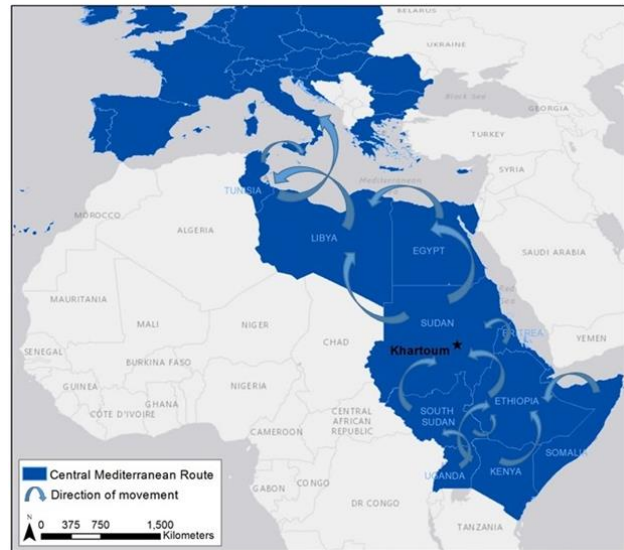 BELARUS
UKRAINE
Black Sea
GEORGIA
TURKEY
SYRIA
TUNISIA
Mediterranean
MOROCCO
ALGERIA
LIBYA
EGYPT
SAUDI ARABIA
Red
Sea
MAURITANIA
MALI
NIGER
CHAD
SUDAN
ERITREA
YEMEN
Khartoum
SENEGAL
BURKINA FASO
GUINEA
GHANA
CÔTE D'IVOIRE
NIGERIA
CENTRAL
AFRICAN
REPUBLIC
SOUTH
SUDAN
ETHIOPIA
CAMEROON
SOMALI
UGANDA
KENYA
GABON
CONGO
DR CONGO
TANZANIA
Central Mediterranean Route
Direction of movement
N
0 375 750 1,500
Kilometers